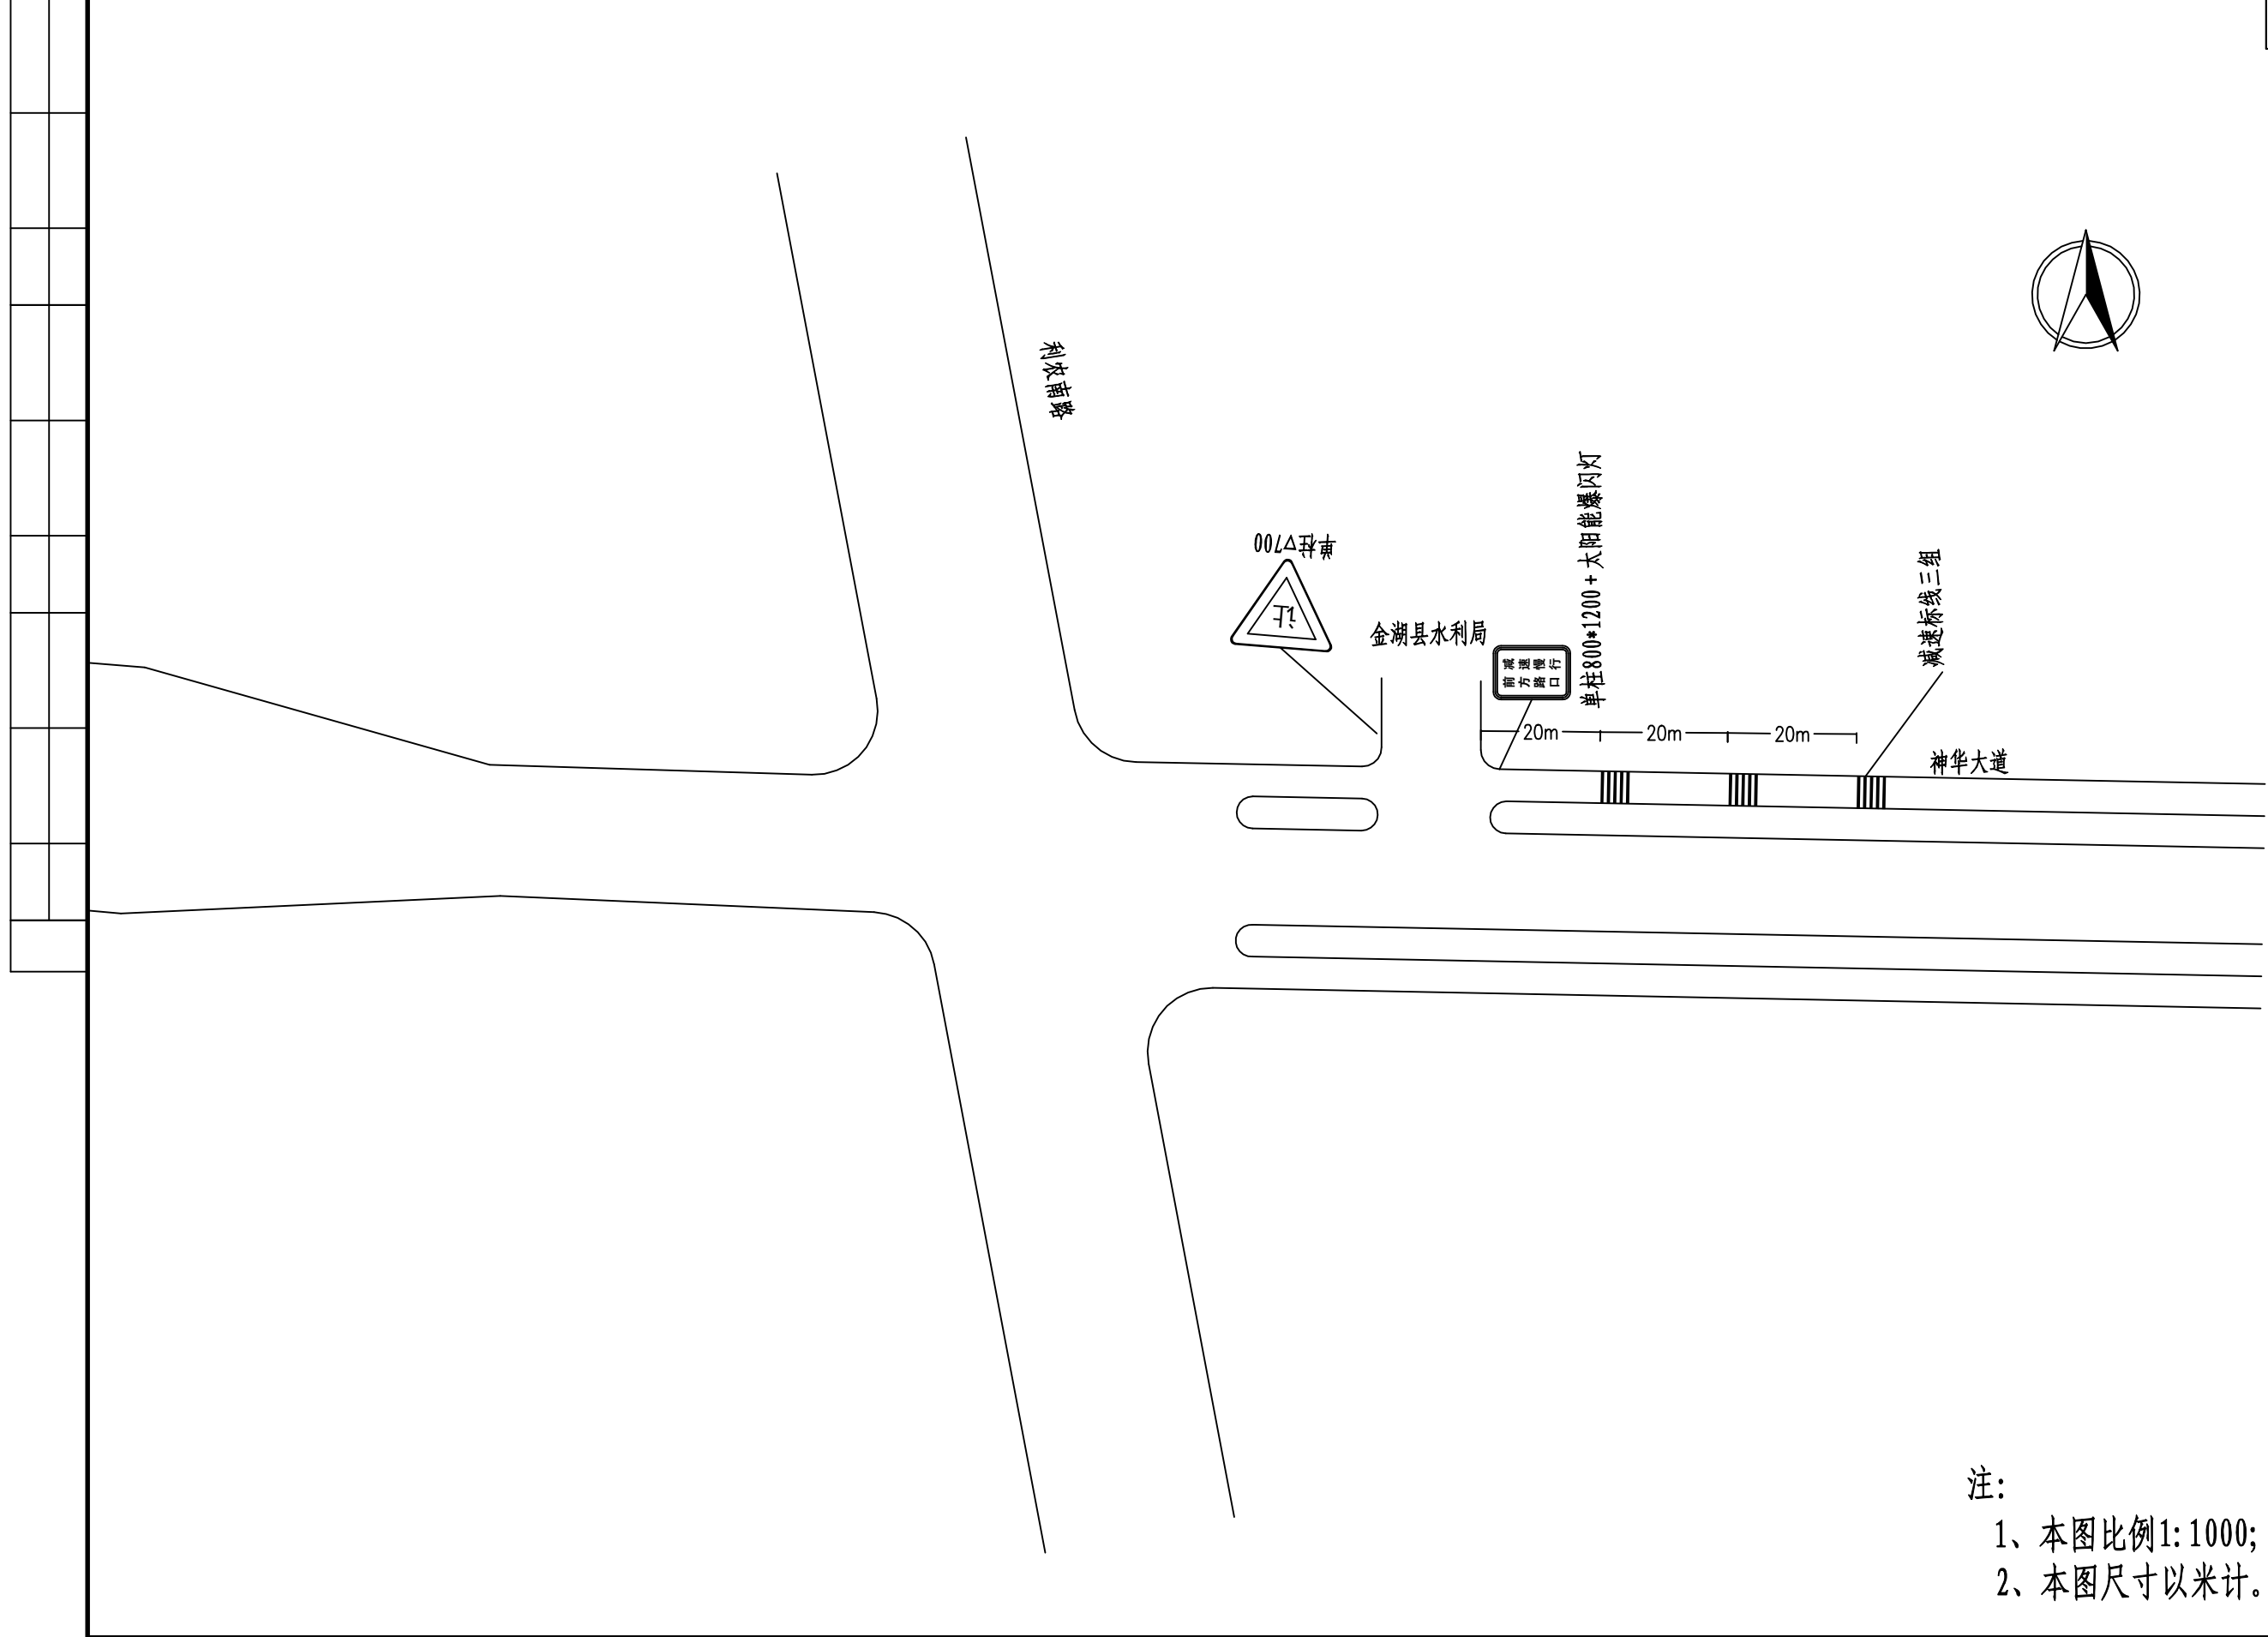 利农南路
单柱▽700
让
金湖县水利局
减速慢行
前方路口
单柱800*1200+太阳能爆闪灯
减速标线三组
20m
20m
20m
神华大道
注:
1、本图比例1:1000;
2、本图尺寸以米计。